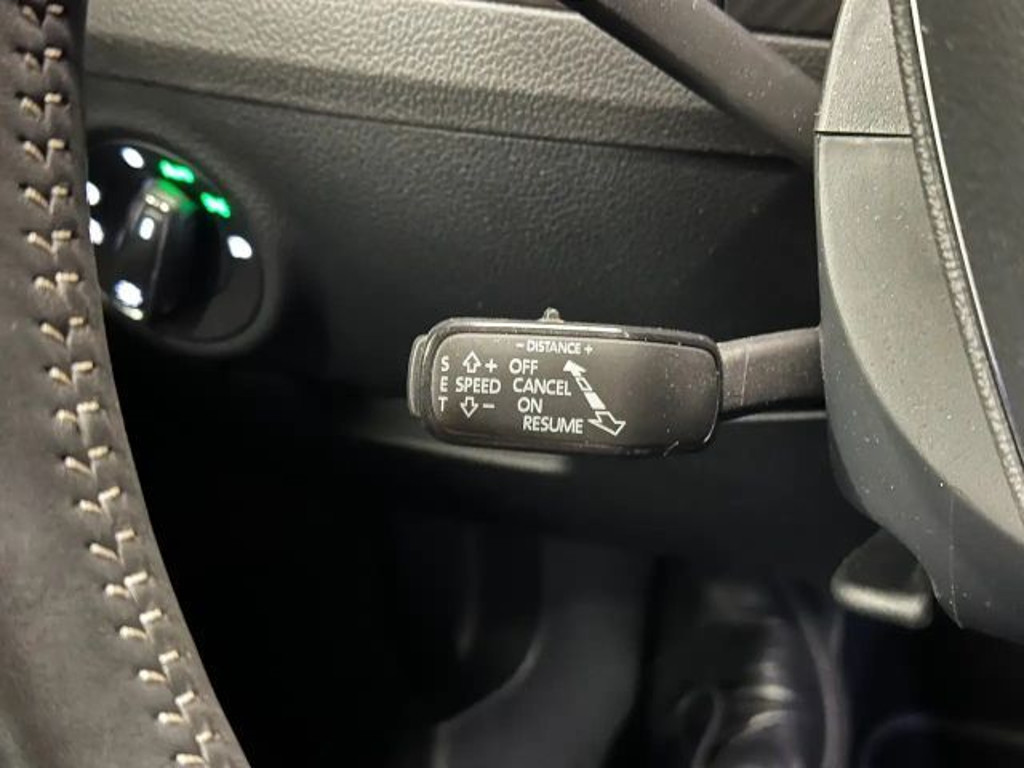 - DISTANCE +
S + OFF
E SPEED CANCEL
T - ON
RESUME